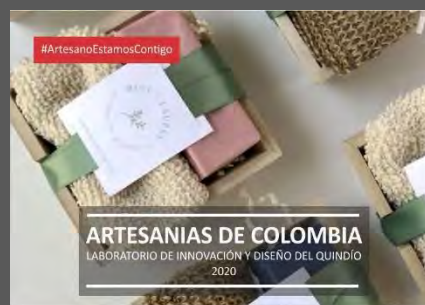 #ArtesanoEstamosContigo
ARTESANIAS DE COLOMBIA
LABORATORIO DE INNOVACIÓN Y DISEÑO DEL QUINDÍO
2020